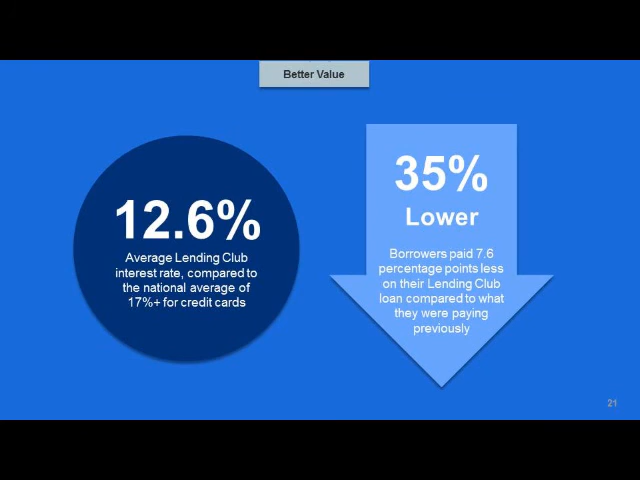 Better Value
12.6%
Average Lending Club
interest rate, compared to
the national average of
17%+ for credit cards
35%
Lower
Borrowers paid 7.6
percentage points less
on their Lending Club
loan compared to what
they were paying
previously
21